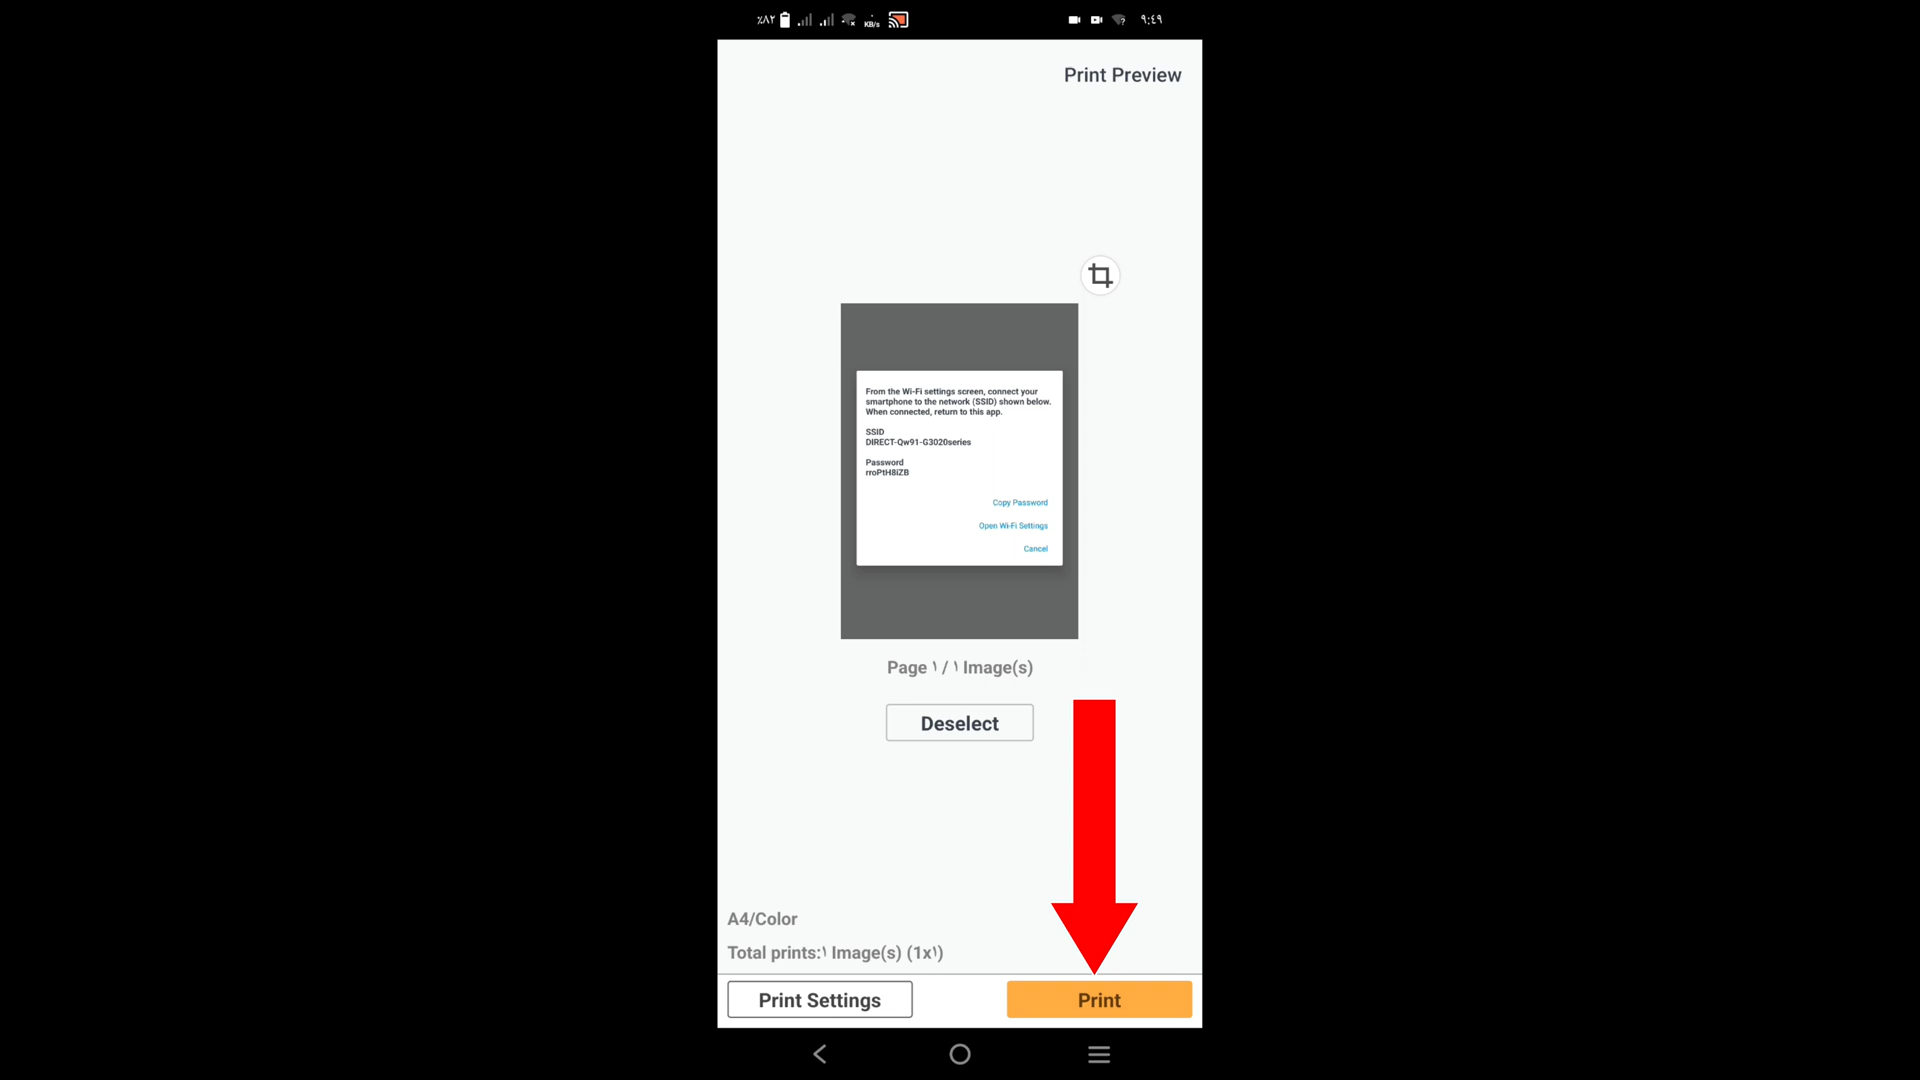 ٪٨٢ KB/s ٩:٤٩
Print Preview
From the Wi-Fi settings screen, connect your
smartphone to the network (SSID) shown below.
When connected, return to this app.
SSID
DIRECT-Qw91-G3020series
Password
rroPtH8iZB
Copy Password
Open Wi-Fi Settings
Cancel
Page ١ / ١ Image(s)
Deselect
A4/Color
Total prints:١ Image(s) (1x١)
Print Settings
Print